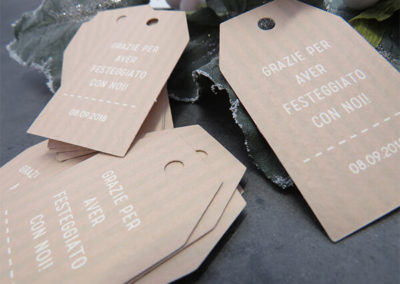 GRAZIE PER
AVER
FESTEGGIATO
CON NOI!
08.09.2016
GRAZIE PER
AVER
FESTEGGIATO
CON NOI!
08.09.2016
GRAZI
GRAZIE PER
AVER
FESTEGGIATO
CON NOI!